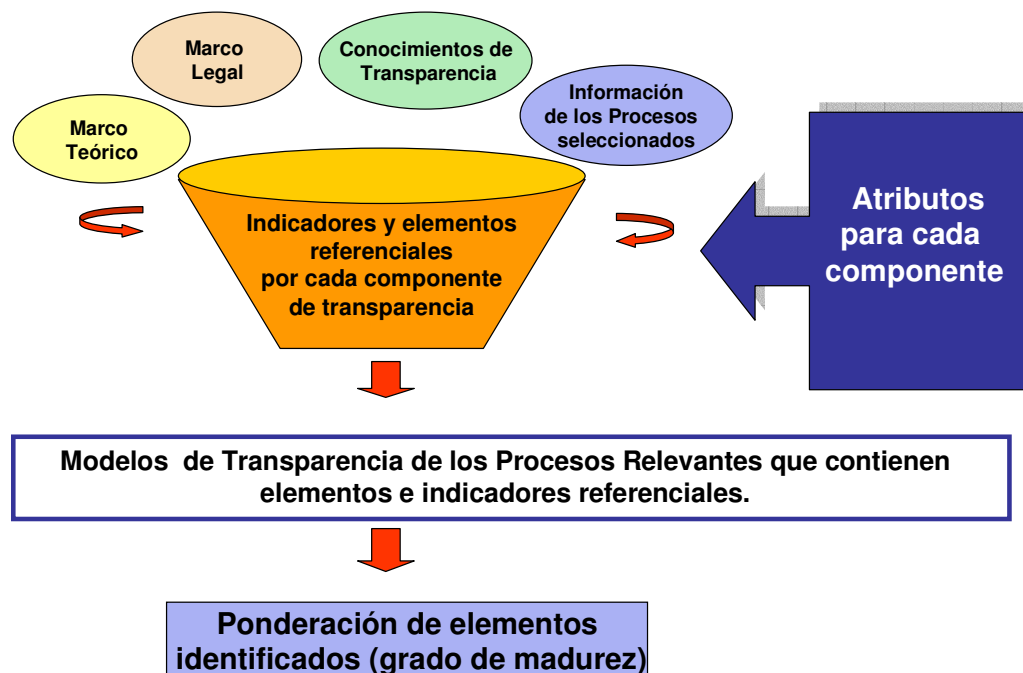 Marco
Legal
Conocimientos de
Transparencia
Información
de los Procesos
seleccionados
Marco
Teórico
Indicadores y elementos
referenciales
por cada componente
de transparencia
Atributos
para cada
componente
Modelos de Transparencia de los Procesos Relevantes que contienen
elementos e indicadores referenciales.
Ponderación de elementos
identificados (grado de madurez)